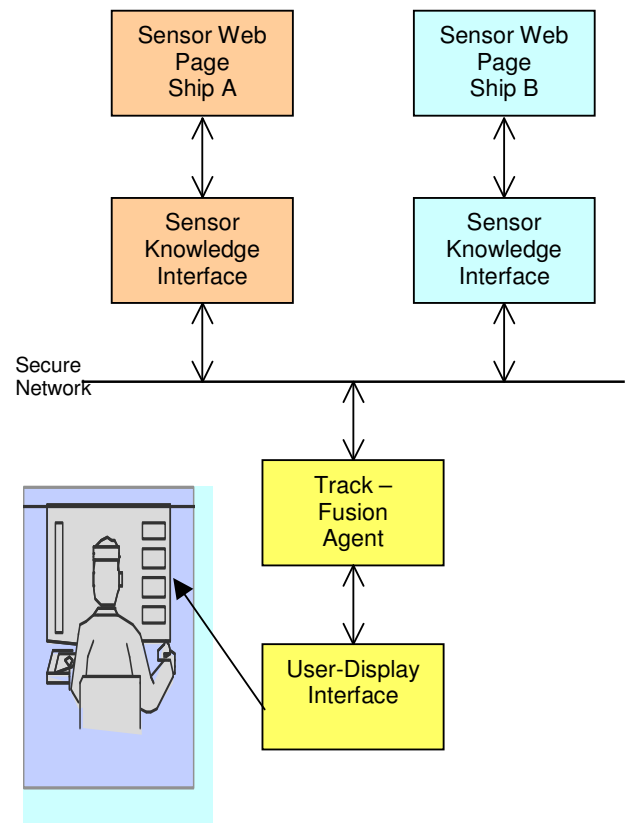 Sensor Web
Page
Ship A
Sensor Web
Page
Ship B
Sensor
Knowledge
Interface
Sensor
Knowledge
Interface
Secure
Network
Track –
Fusion
Agent
User-Display
Interface